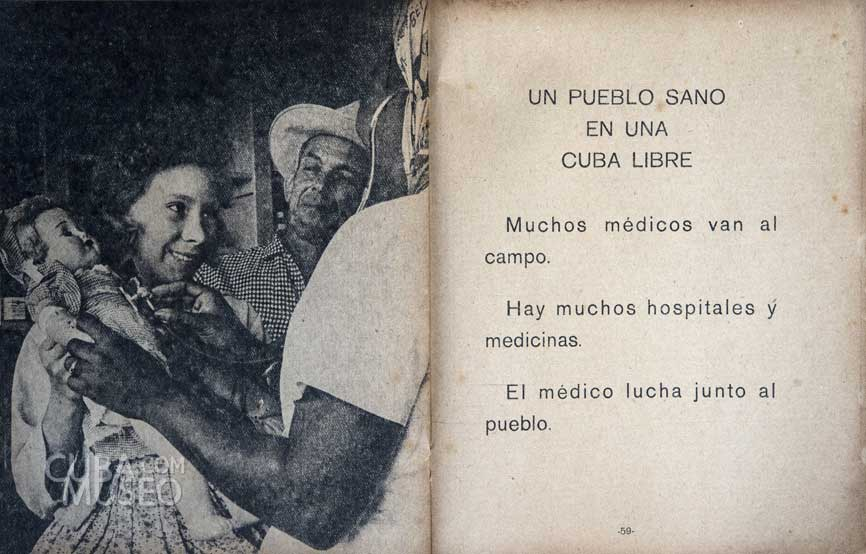 UN PUEBLO SANO
EN UNA
CUBA LIBRE
Muchos médicos van al
campo.
Hay muchos hospitales ý
medicinas.
El médico lucha junto al
pueblo.
-59-
CUBA.COM
MUSEO